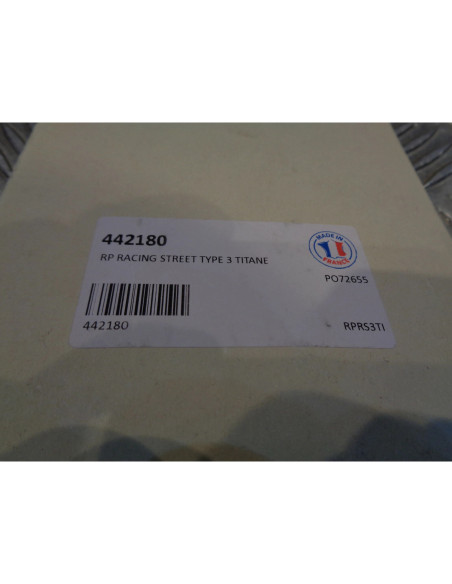 442180
RP RACING STREET TYPE 3 TITANE
MADE IN
FRANCE
PO72655
442180
RPRS3TI